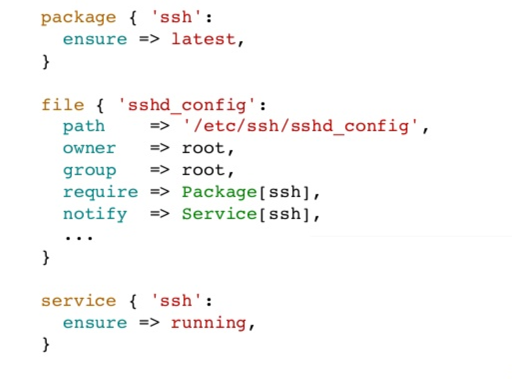 package { 'ssh':
  ensure => latest,
}
file { 'sshd_config':
  path    => '/etc/ssh/sshd_config',
  owner   => root,
  group   => root,
  require => Package[ssh],
  notify  => Service[ssh],
  ...
}
service { 'ssh':
  ensure => running,
}